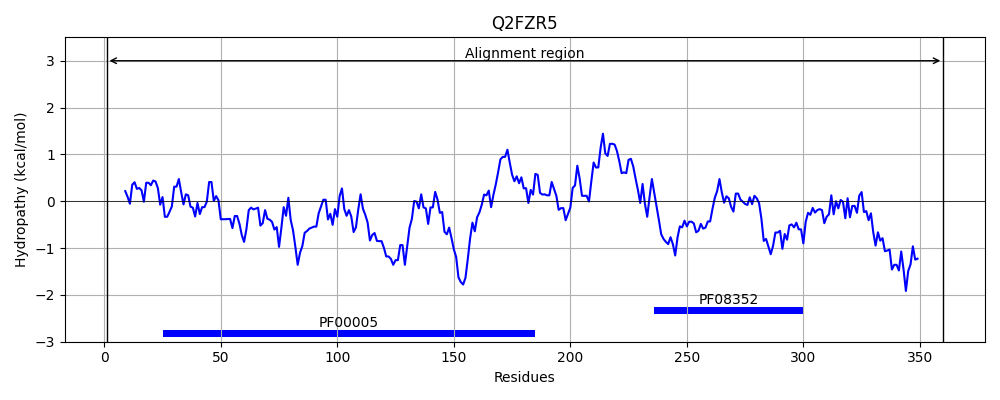 Q2FZR5
Alignment region
3
2
1
0
−1
−2
−3
Hydropathy (kcal/mol)
PF08352
PF00005
0 50 100 150 200 250 300 350
Residues